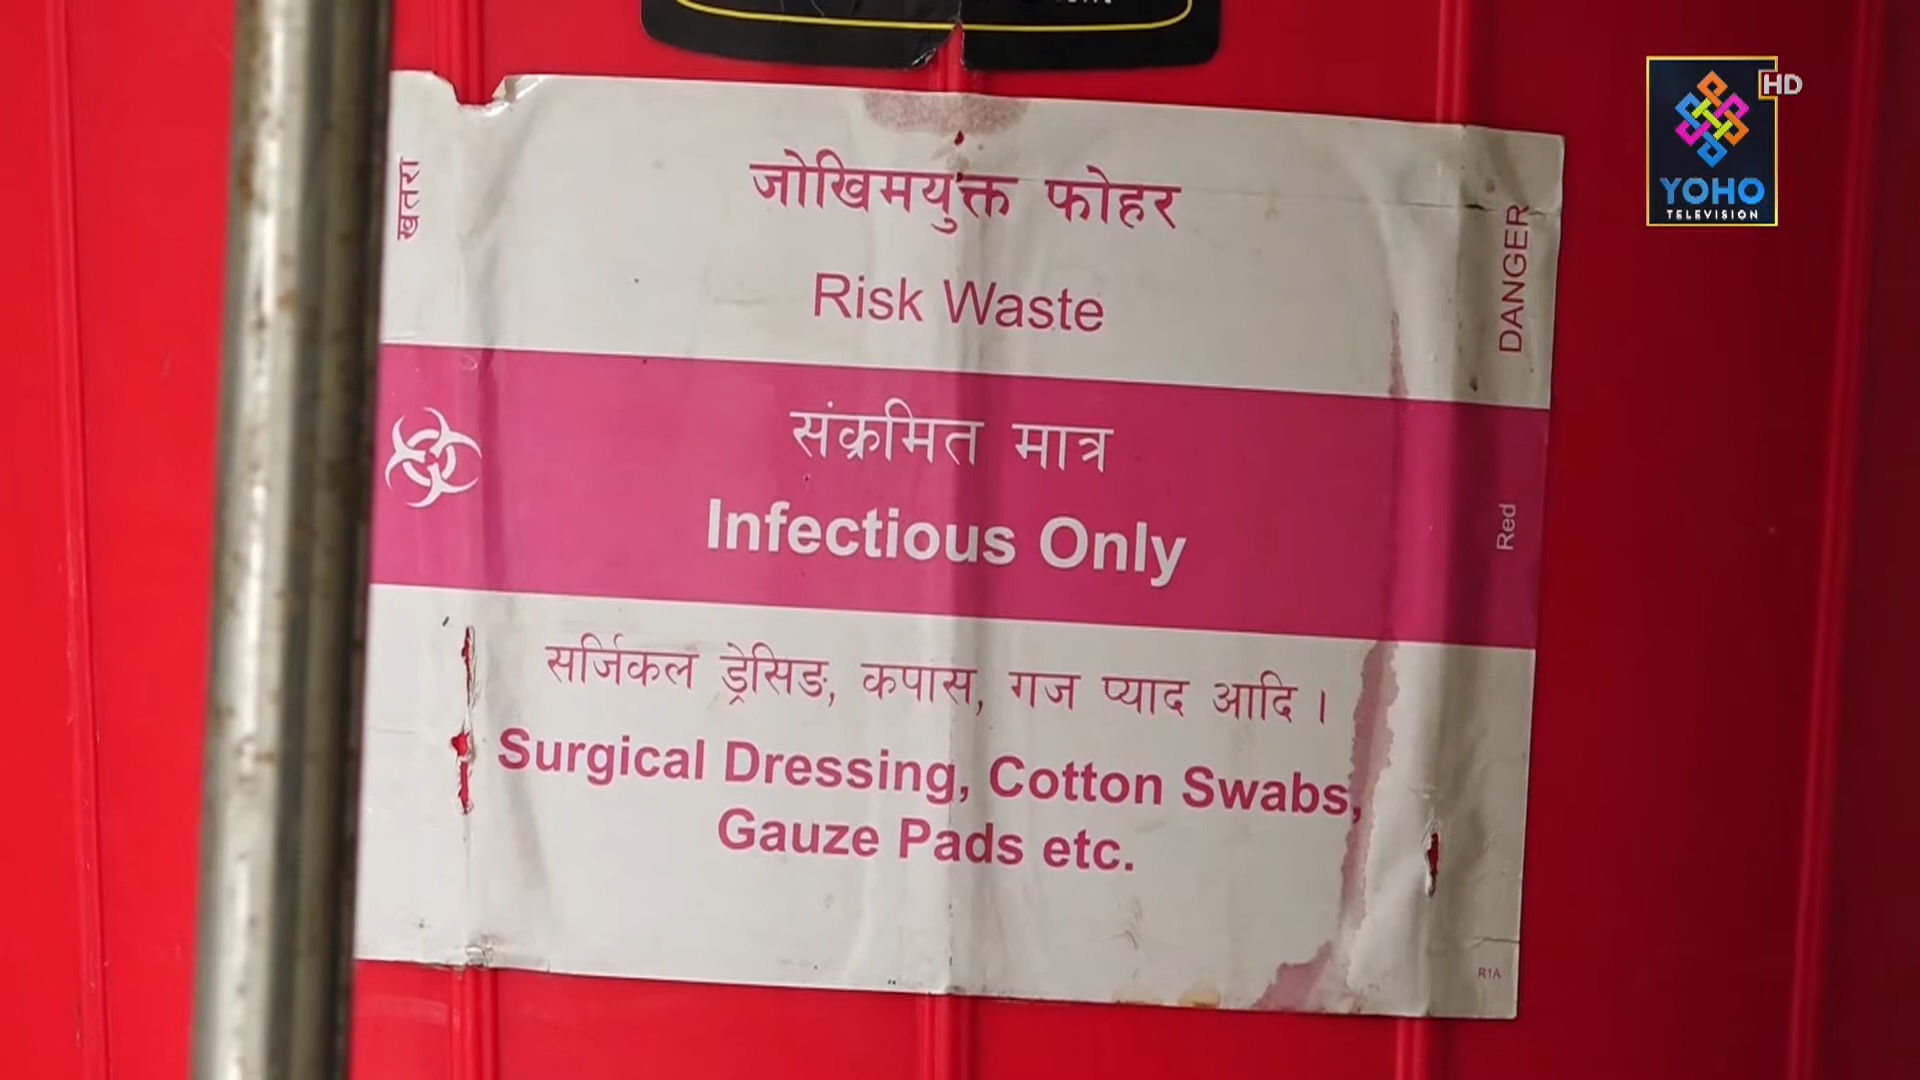 जोखिमयुक्त फोहर
Risk Waste
खतरा
DANGER
संक्रमित मात्र
Infectious Only
Red
सर्जिकल ड्रेसिङ, कपास, गज प्याद आदि ।
Surgical Dressing, Cotton Swabs,
Gauze Pads etc.
R1A
HD
YOHO
TELEVISION